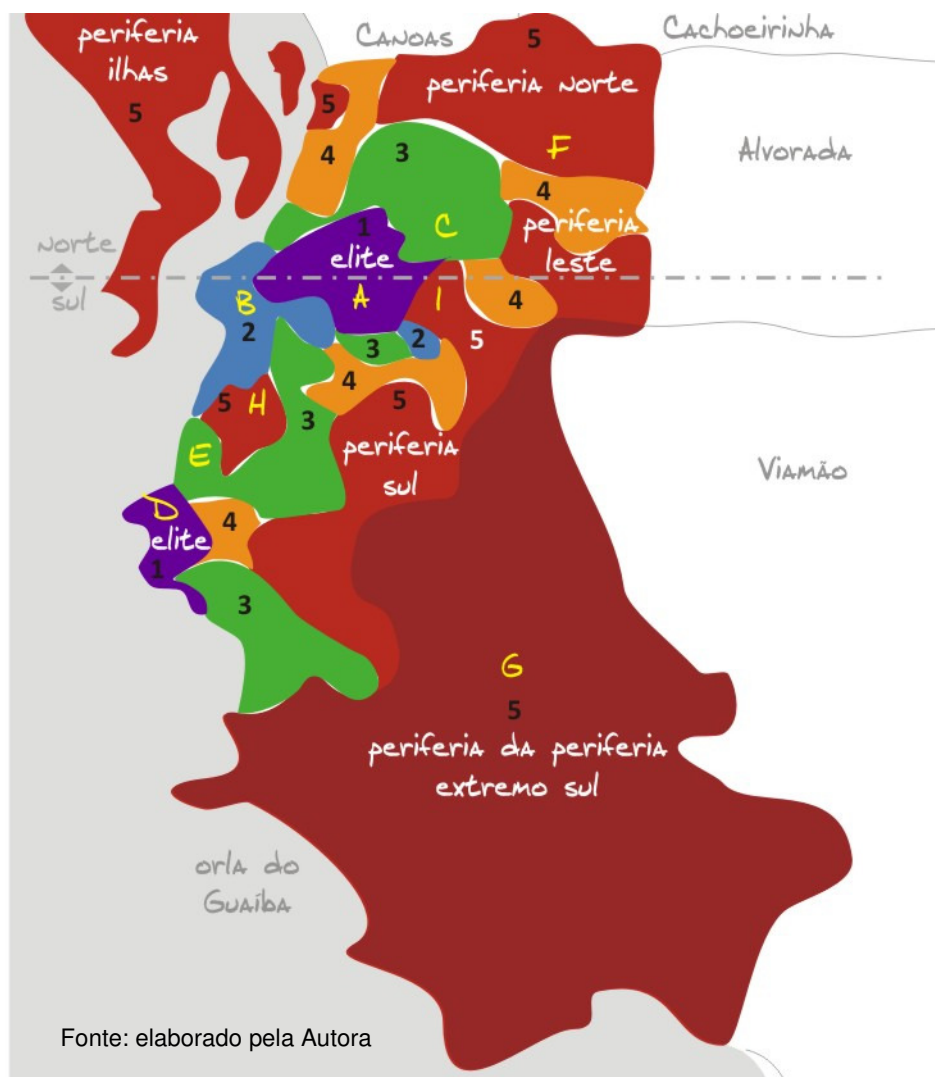 periferia
ilhas
5
Canoas
5
Cachoeirinha
periferia norte
5
4
3
F
Alvorada
4
periferia
leste
1
elite
C
norte
sul
B
A
I
4
2
3
2
5
4
5
H
5
3
periferia
sul
E
Viamão
D
elite
4
1
3
G
5
periferia da periferia
extremo sul
orla do
Guaíba
Fonte: elaborado pela Autora